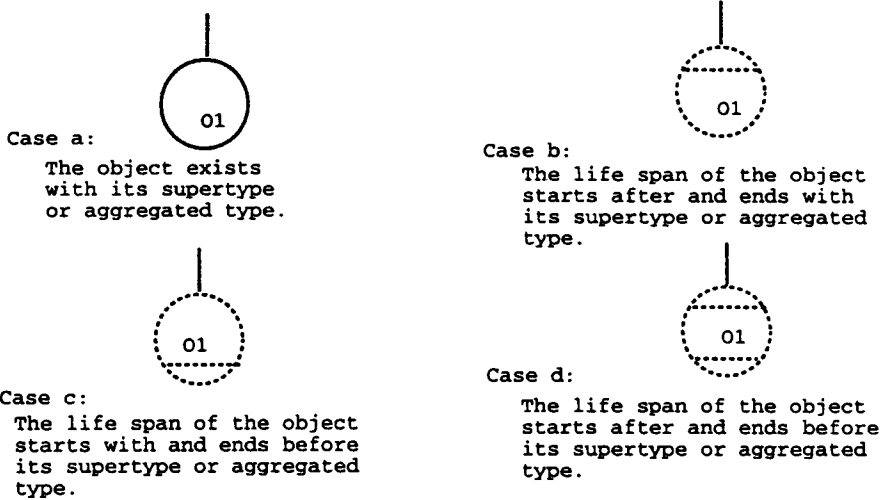 O1
Case a:
The object exists
with its supertype
or aggregated type.
O1
Case b:
The life span of the object
starts after and ends with
its supertype or aggregated
type.
O1
Case c:
The life span of the object
starts with and ends before
its supertype or aggregated
type.
O1
Case d:
The life span of the object
starts after and ends before
its supertype or aggregated
type.